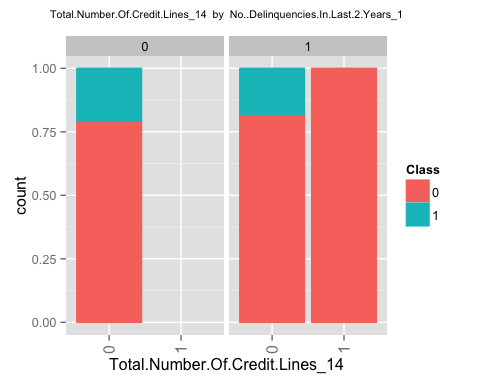 Total.Number.Of.Credit.Lines_14 by No..Delinquencies.In.Last.2.Years_1
0 1
1.00
0.75
0.50
0.25
0.00
count
0 1 0 1
Total.Number.Of.Credit.Lines_14
Class
0
1